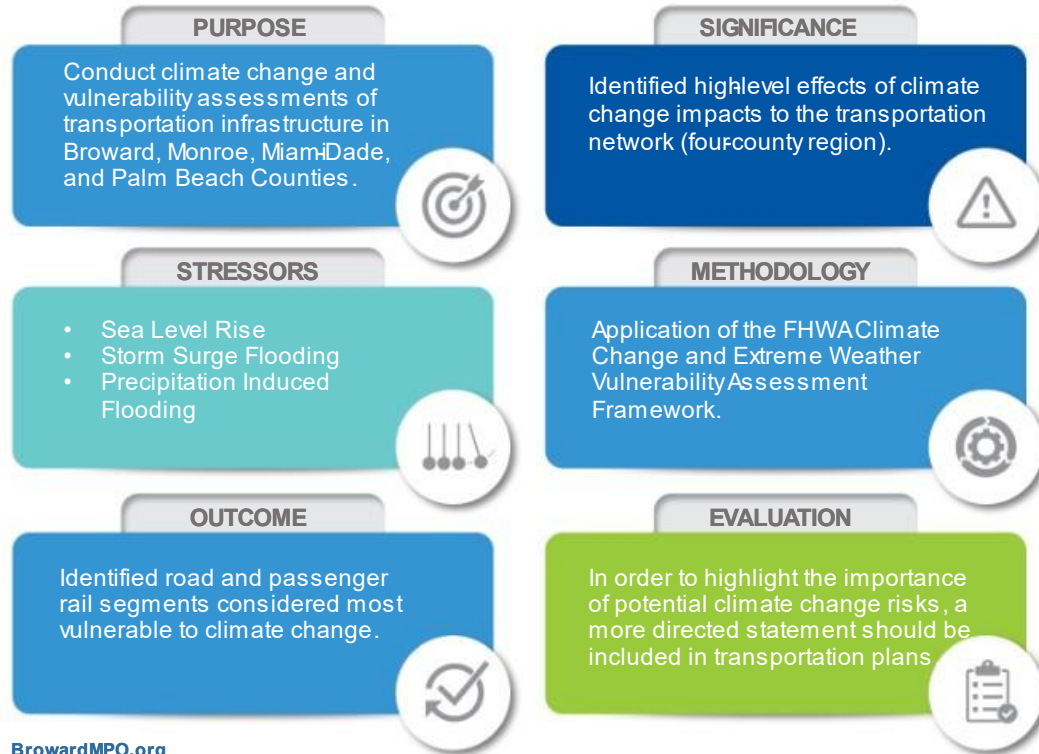 PURPOSE
Conduct climate change and
vulnerability assessments of
transportation infrastructure in
Broward, Monroe, Miami-Dade,
and Palm Beach Counties.
SIGNIFICANCE
Identified high-level effects of climate
change impacts to the transportation
network (four-county region).
STRESSORS
• Sea Level Rise
• Storm Surge Flooding
• Precipitation Induced
Flooding
METHODOLOGY
Application of the FHWA Climate
Change and Extreme Weather
Vulnerability Assessment
Framework.
OUTCOME
Identified road and passenger
rail segments considered most
vulnerable to climate change.
EVALUATION
In order to highlight the importance
of potential climate change risks, a
more directed statement should be
included in transportation plans
BrowardMPO.org